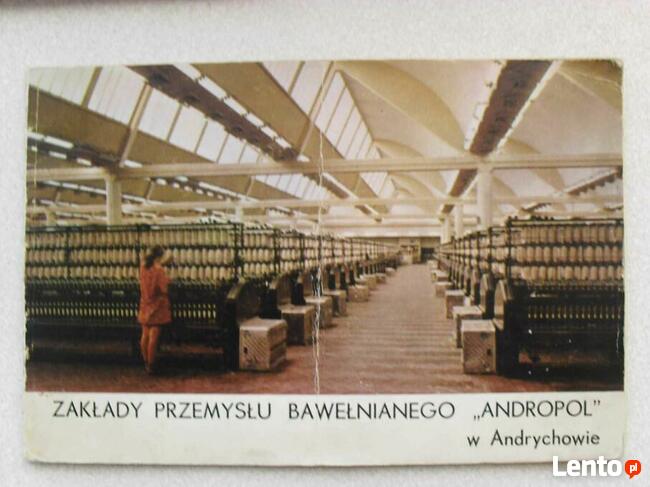 ZAKŁADY PRZEMYSŁU BAWEŁNIANEGO „ANDROPOL"
w Andrychowie
Lento pl